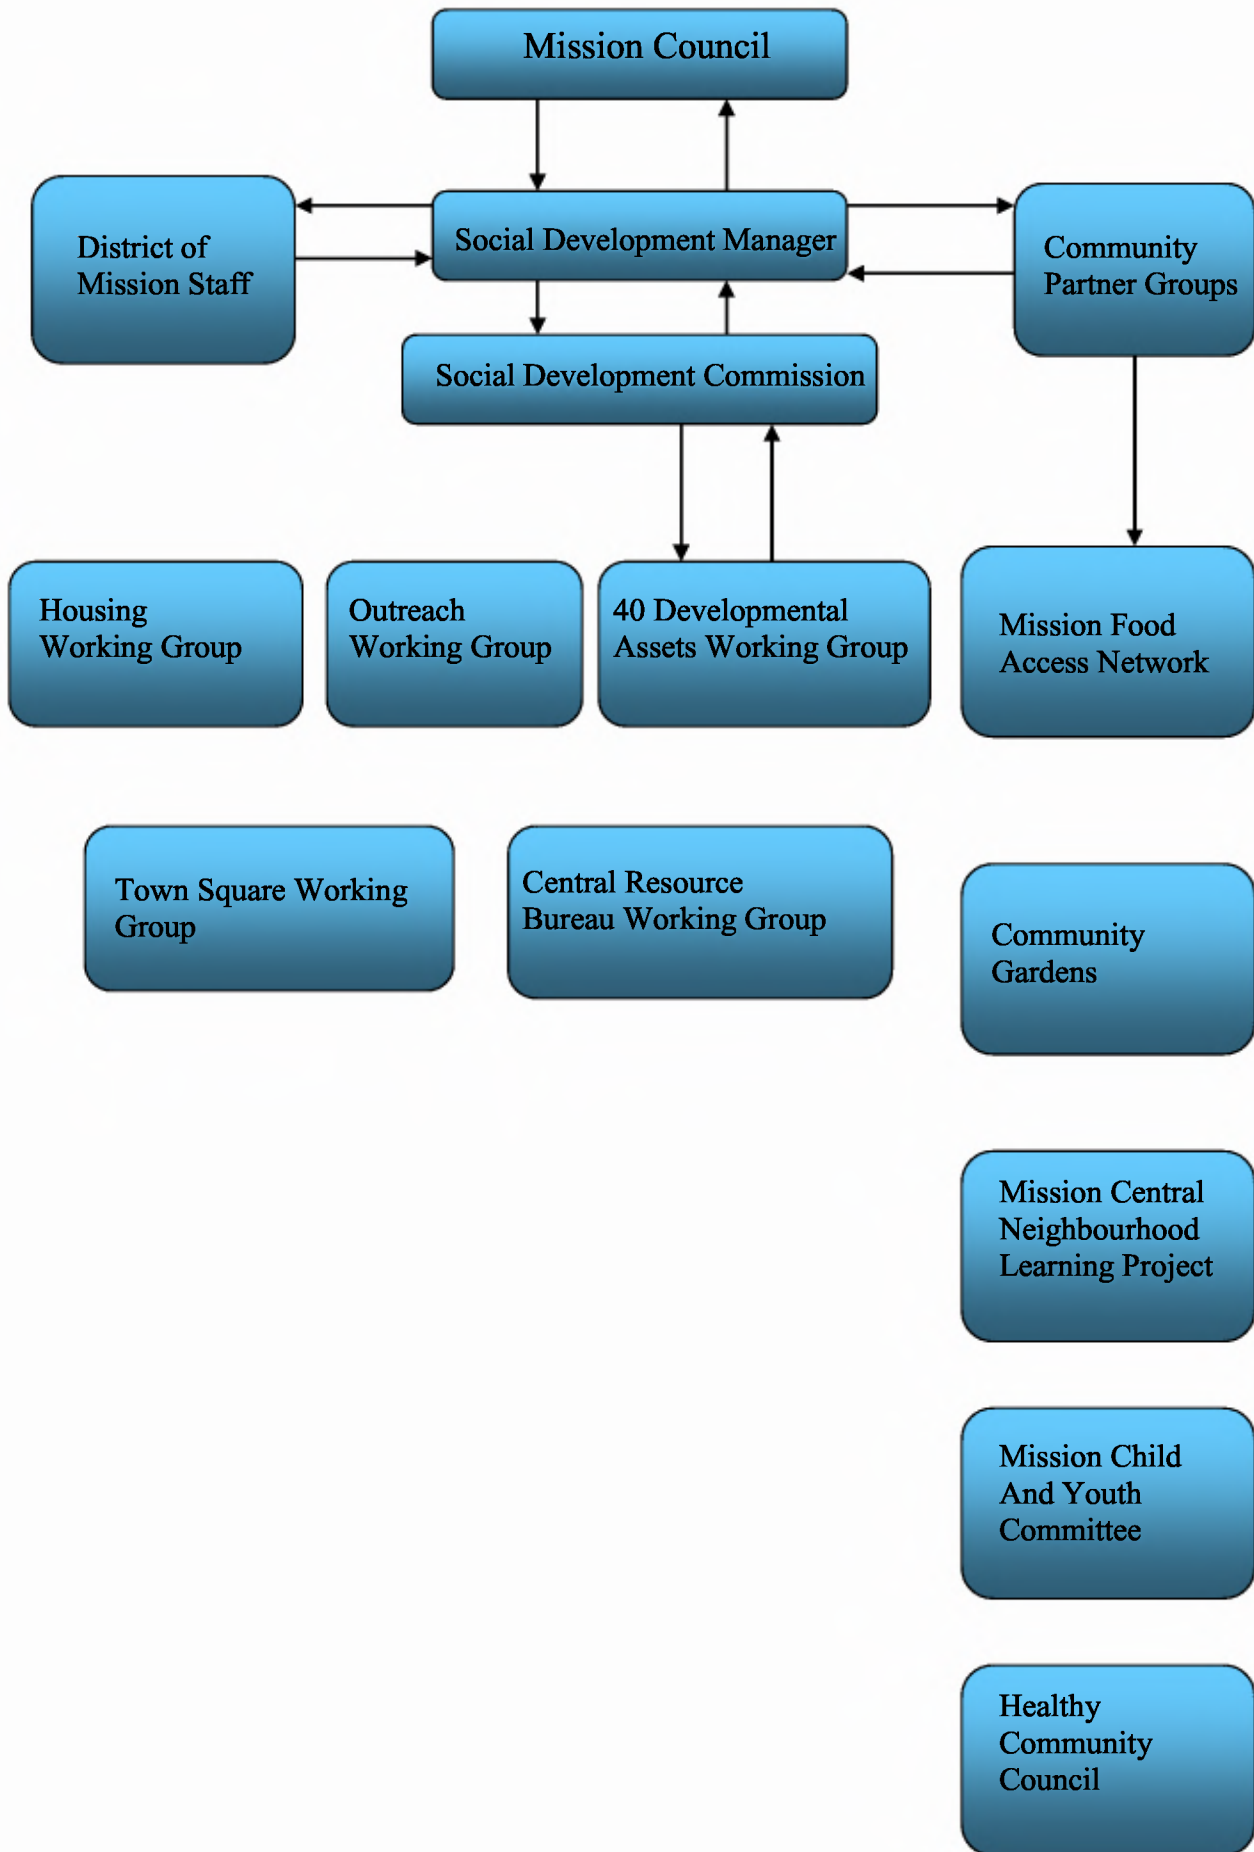 Mission Council
District of
Mission Staff
Social Development Manager
Community
Partner Groups
Social Development Commission
Housing
Working Group
Outreach
Working Group
40 Developmental
Assets Working Group
Mission Food
Access Network
Town Square Working
Group
Central Resource
Bureau Working Group
Community
Gardens
Mission Central
Neighbourhood
Learning Project
Mission Child
And Youth
Committee
Healthy
Community
Council